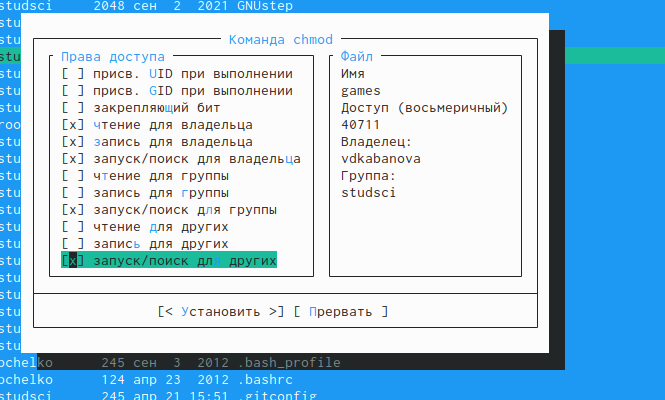 studsci 2048 сен 2 2021 GNUstep
Команда chmod
Права доступа
[ ] присв. UID при выполнении
[ ] присв. GID при выполнении
[ ] закрепляющий бит
[x] чтение для владельца
[x] запись для владельца
[x] запуск/поиск для владельца
[ ] чтение для группы
[ ] запись для группы
[x] запуск/поиск для группы
[ ] чтение для других
[ ] запись для других
[x] запуск/поиск для других
Файл
Имя
games
Доступ (восьмеричный)
40711
Владелец:
vdkabanova
Группа:
studsci
[< Установить >] [ Прервать ]
ochelko 245 сен 3 2012 .bash_profile
ochelko 124 апр 23 2012 .bashrc
studsci 245 апр 21 15:51 .gitconfig